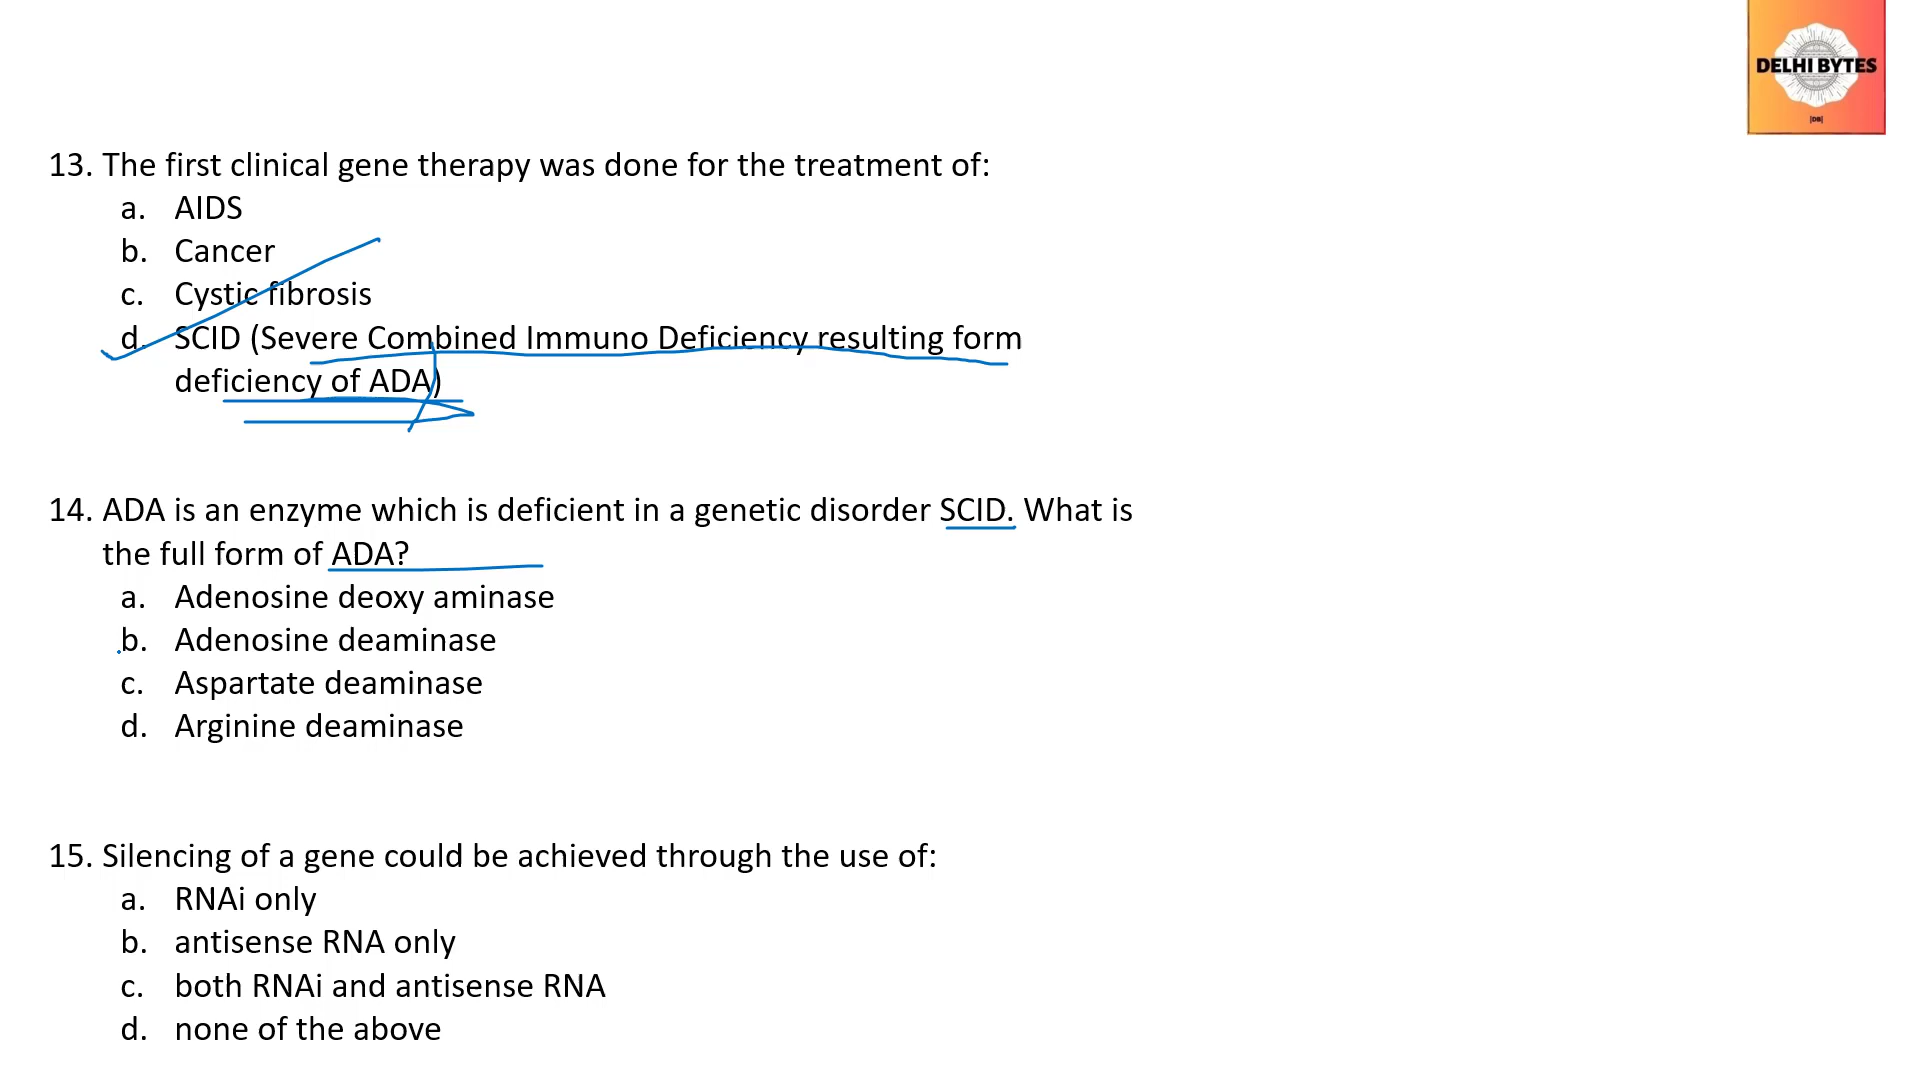 DELHI BYTES
|DB|
13. The first clinical gene therapy was done for the treatment of:
a. AIDS
b. Cancer
c. Cystic fibrosis
d. SCID (Severe Combined Immuno Deficiency resulting form
deficiency of ADA)
14. ADA is an enzyme which is deficient in a genetic disorder SCID. What is
the full form of ADA?
a. Adenosine deoxy aminase
b. Adenosine deaminase
c. Aspartate deaminase
d. Arginine deaminase
15. Silencing of a gene could be achieved through the use of:
a. RNAi only
b. antisense RNA only
c. both RNAi and antisense RNA
d. none of the above